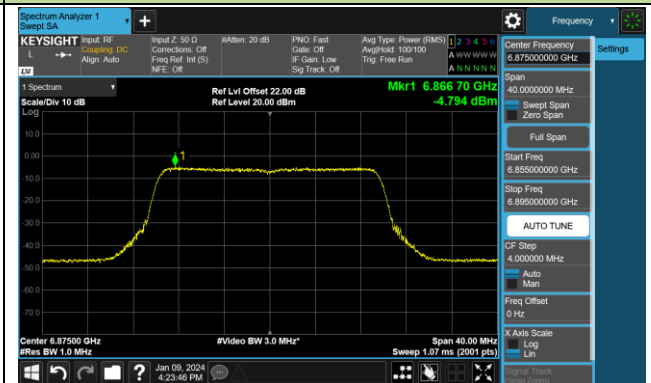 Spectrum Analyzer 1
Swept SA
Frequency
KEYSIGHT
L
LXI
Input: RF
Coupling: DC
Align: Auto
Input Z: 50 Ω
Corrections: Off
Freq Ref: Int (S)
NFE: Off
#Atten: 20 dB
PNO: Fast
Gate: Off
IF Gain: Low
Sig Track: Off
Avg Type: Power (RMS)
Avg|Hold: 100/100
Trig: Free Run
1 2 3 4 5 6
A W W W W W
A N N N N N
1 Spectrum
Scale/Div 10 dB
Log
Ref Lvl Offset 22.00 dB
Ref Level 20.00 dBm
Mkr1 6.866 70 GHz
-4.794 dBm
1
10.0
0.00
-10.0
-20.0
-30.0
-40.0
-50.0
-60.0
-70.0
Center 6.87500 GHz
#Res BW 1.0 MHz
#Video BW 3.0 MHz*
Span 40.00 MHz
Sweep 1.07 ms (2001 pts)
Center Frequency
6.875000000 GHz
Settings
Span
40.0000000 MHz
Swept Span
Zero Span
Full Span
Start Freq
6.855000000 GHz
Stop Freq
6.895000000 GHz
AUTO TUNE
CF Step
4.000000 MHz
Auto
Man
Freq Offset
0 Hz
X Axis Scale
Log
Lin
Signal Track
(Span Zoom)
Jan 09, 2024
4:23:46 PM